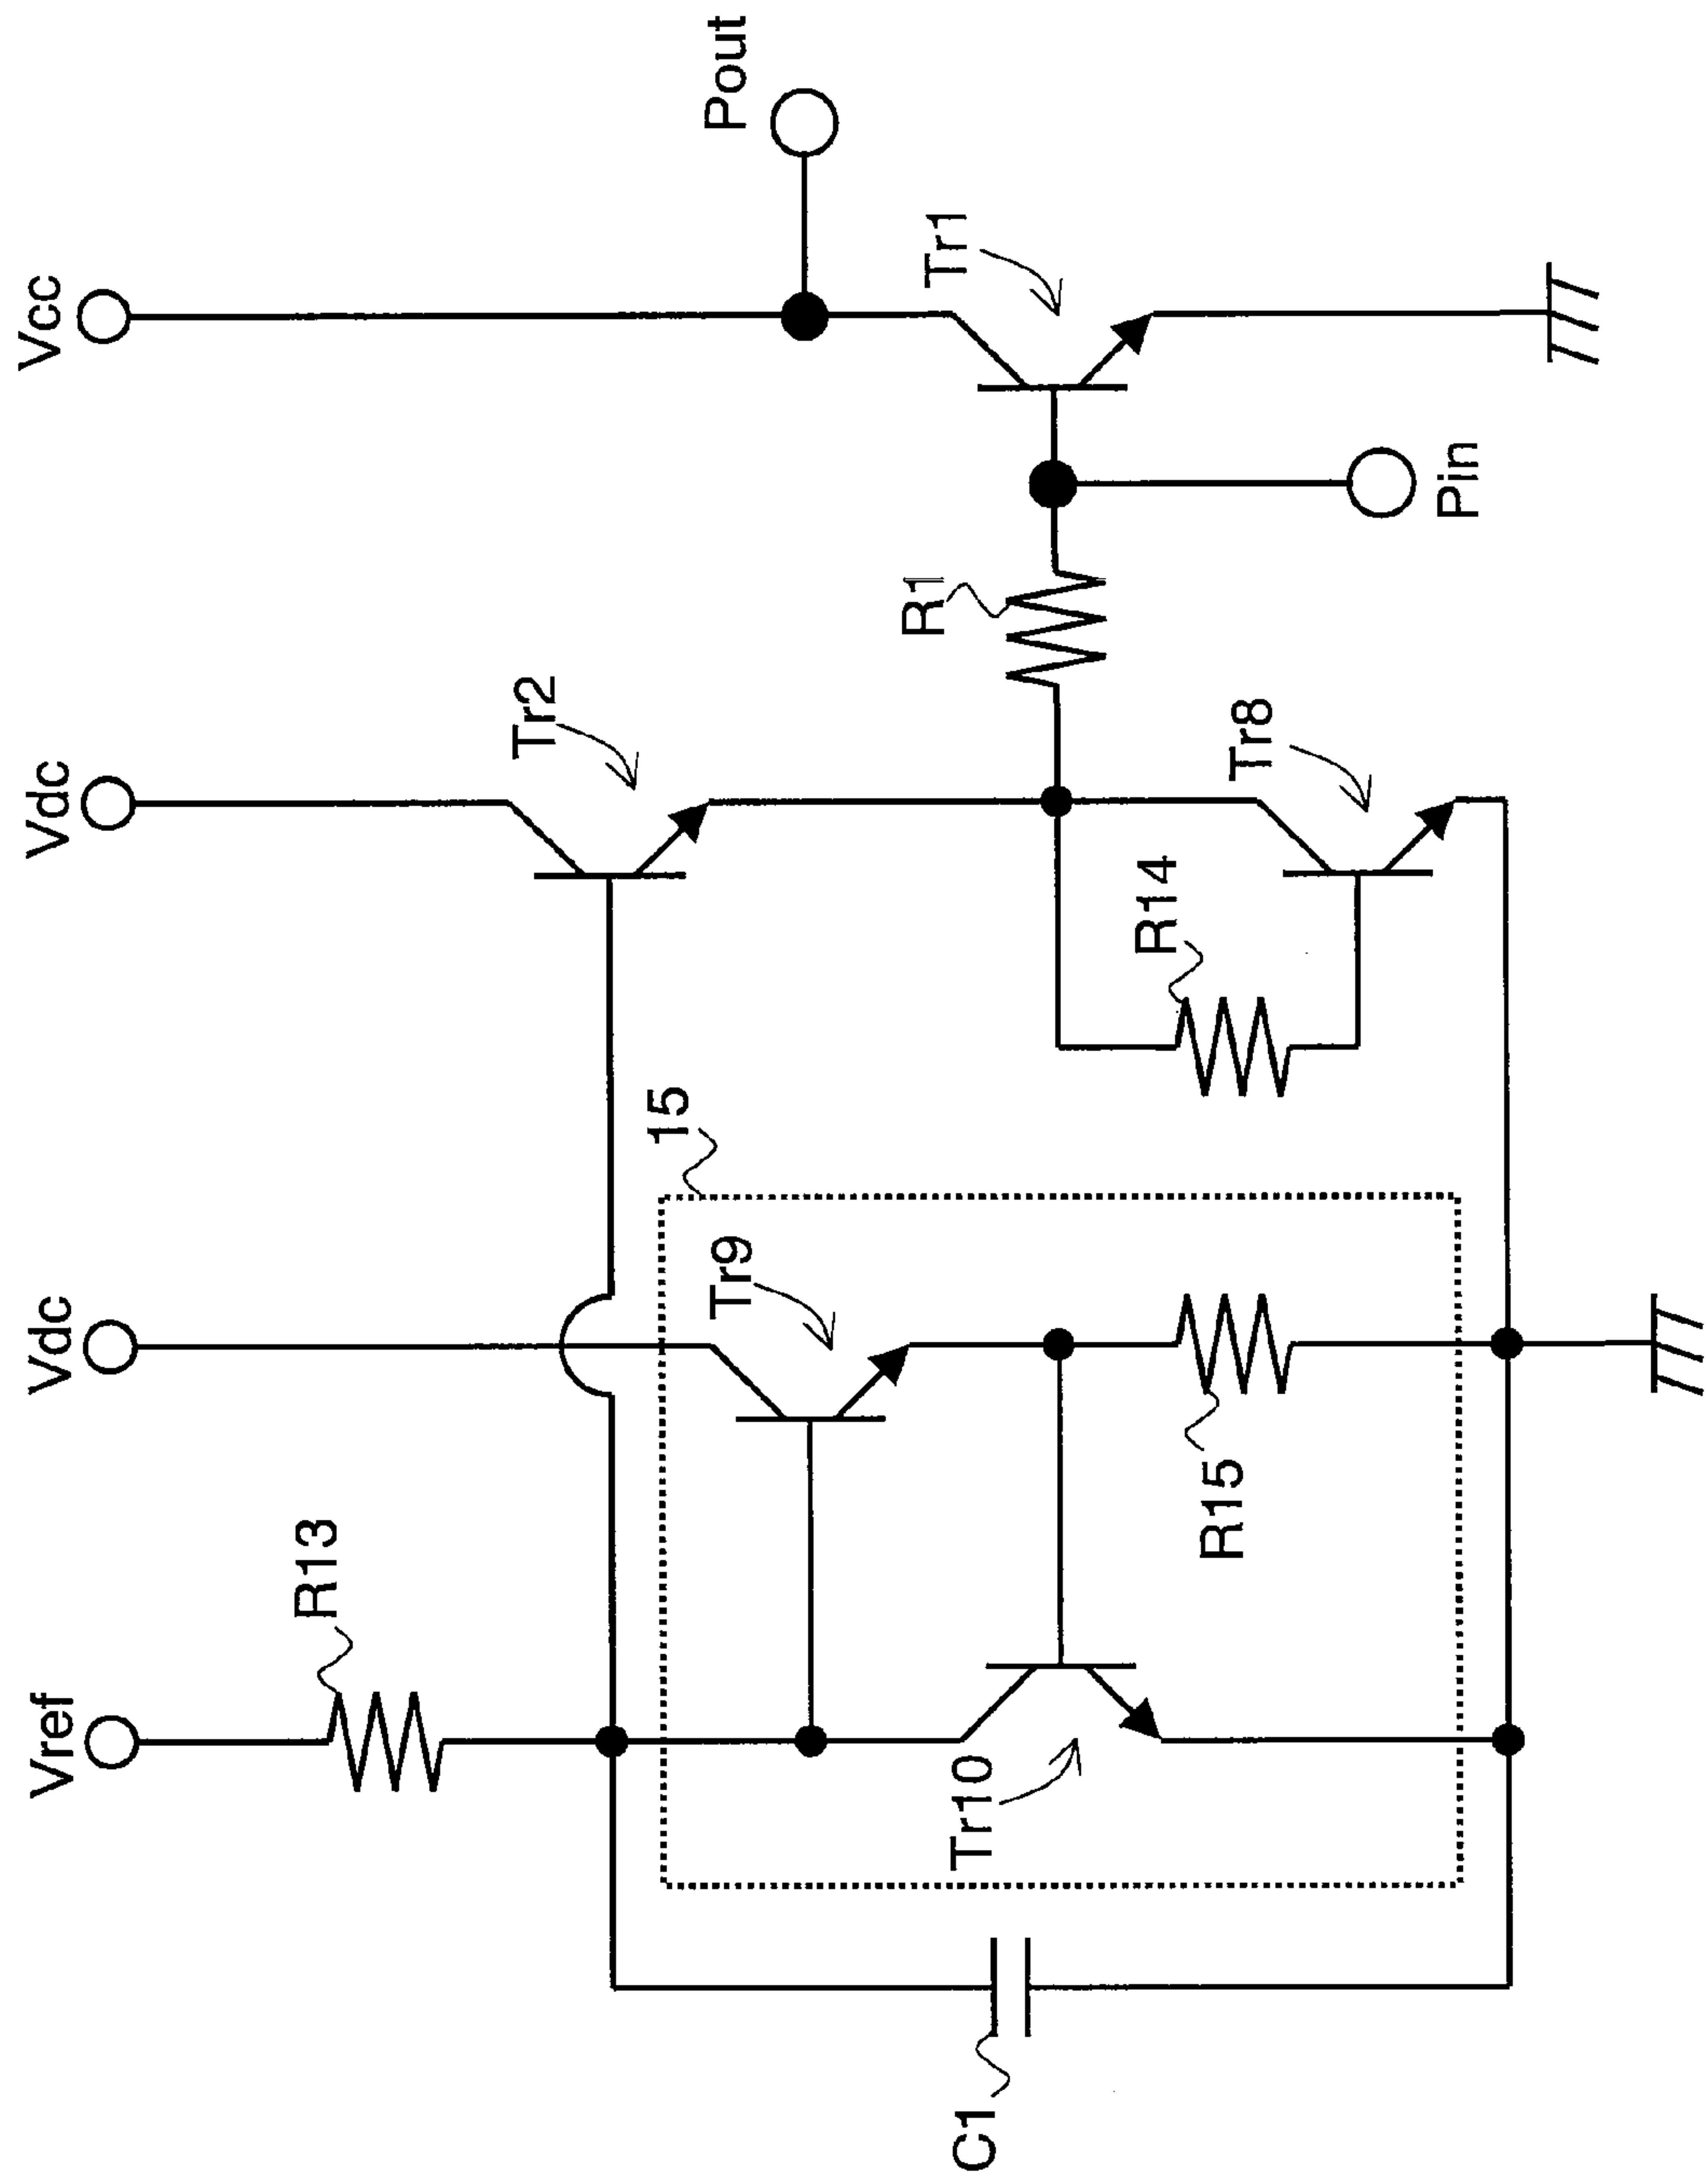 Vref
Vdc
Vdc
Vcc
R13
Tr2
Pout
15
Tr9
R1
Tr1
Tr10
R15
R14
Tr8
C1
Pin